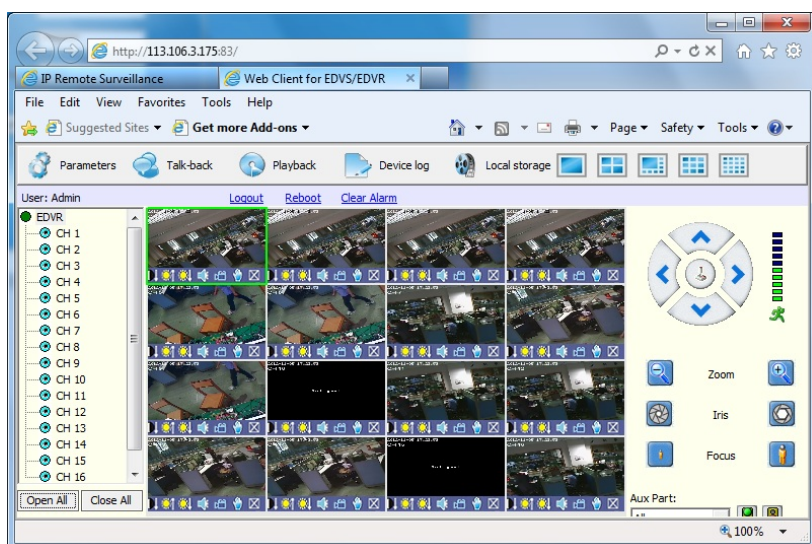 http://113.106.3.175:83/
IP Remote Surveillance
Web Client for EDVS/EDVR
File Edit View Favorites Tools Help
Suggested Sites Get more Add-ons Page Safety Tools
Parameters Talk-back Playback Device log Local storage
User: Admin Logout Reboot Clear Alarm
EDVR
CH 1
CH 2
CH 3
CH 4
CH 5
CH 6
CH 7
CH 8
CH 9
CH 10
CH 11
CH 12
CH 13
CH 14
CH 15
CH 16
Open All Close All
Zoom
Iris
Focus
Aux Part:
100%